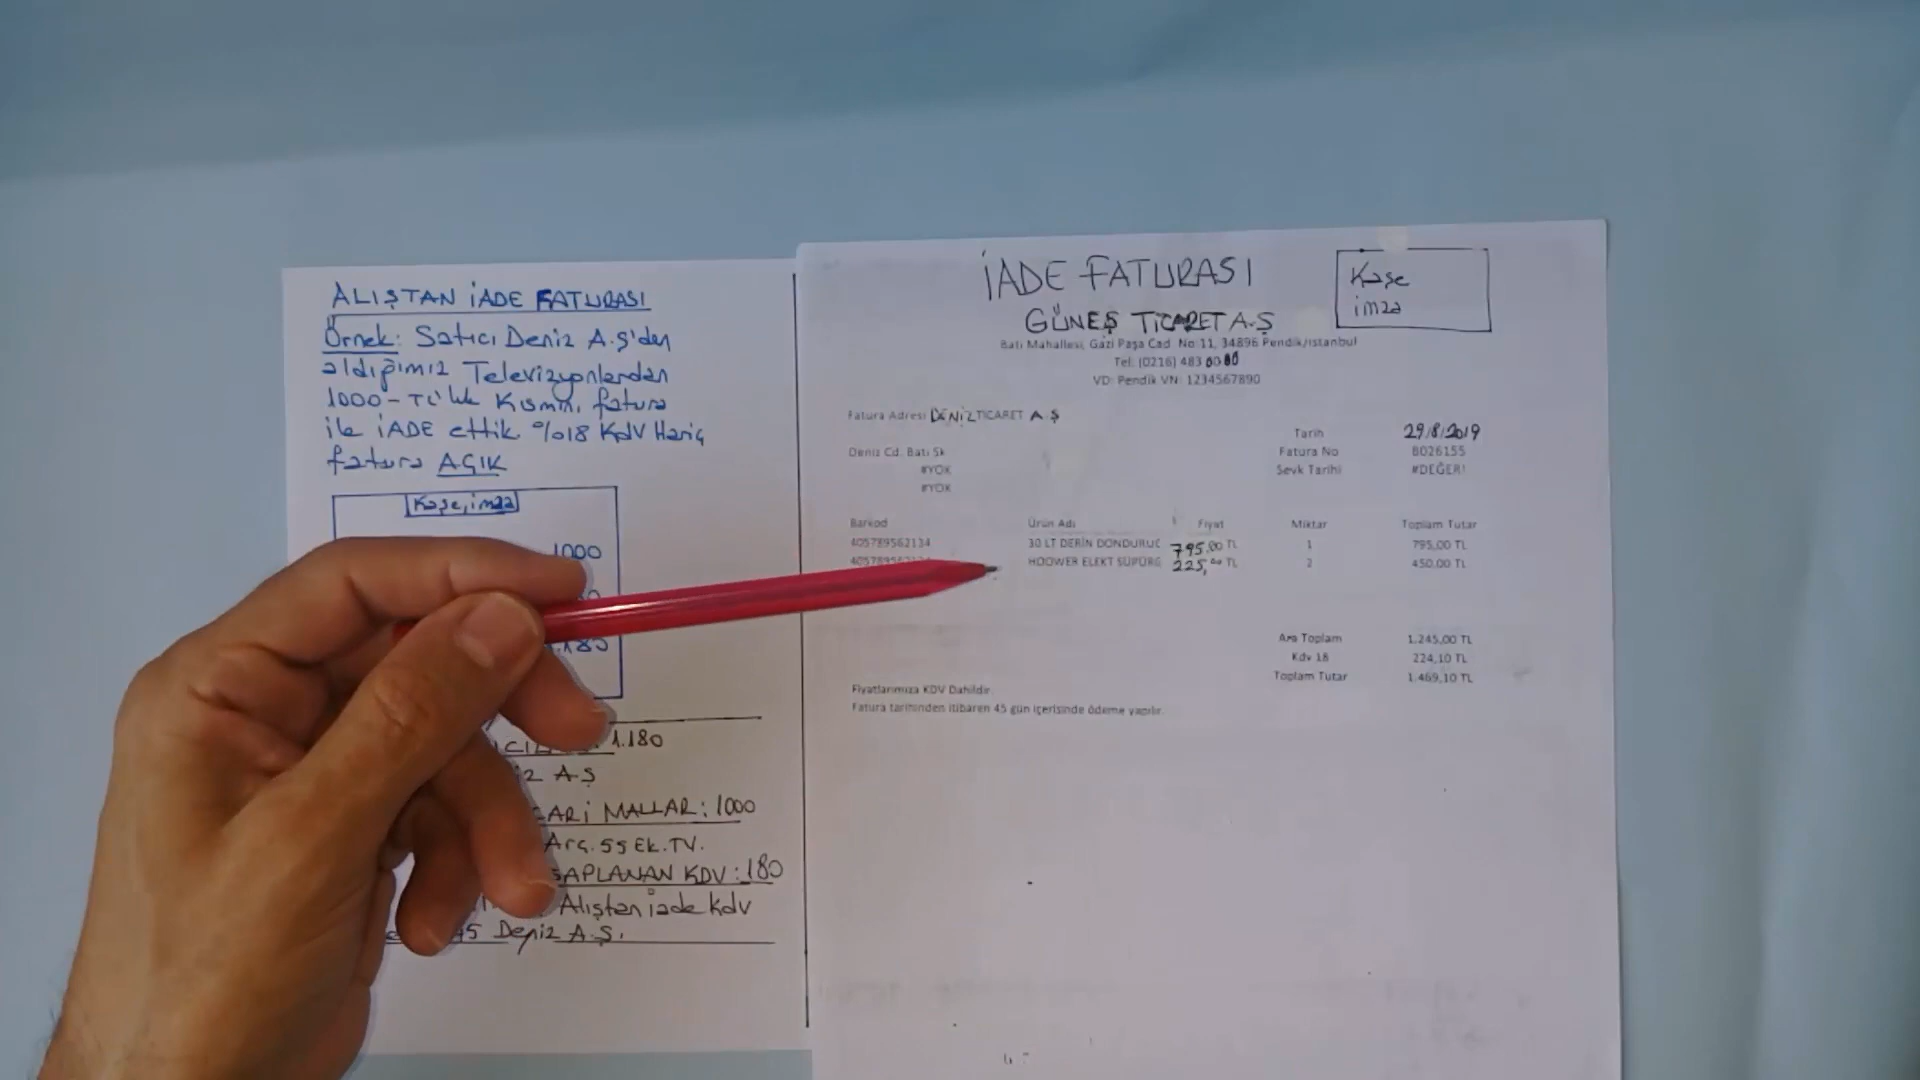 ALIŞTAN İADE FATURASI
Örnek: Satıcı Deniz A.ş'den
aldığımız Televizyonlardan
1000-TL'lık Kısmını fatura
ile İADE ettik %018 KdV Hariç
fatura AÇIK
Kaşe, imza
1000
1.180
1.180
A.Ş
ARİ MALLAR: 1000
Arç. 55 EK. TV.
SAPLANAN KDV: 180
Alıştan iade Kdv
Deniz A.Ş.
İADE FATURASI
Kaşe
imza
GÜNEŞ TİCARET A.Ş
Batı Mahallesi, Gazi Paşa Cad. No:11, 34896 Pendik/Istanbul
Tel: (0216) 483 00 00
VD: Pendik VN: 1234567890
Fatura Adresi DENİZ TİCARET A.Ş
Deniz Cd. Batı Sk
#YOK
#YOK
Tarih 29/8/2019
Fatura No B026155
Sevk Tarihi #DEĞER!
Barkod Ürün Adı Fiyat Miktar Toplam Tutar
405789562134 30 LT DERİN DONDURUC 795.00 TL 1 795,00 TL
HOOWER ELEKT SÜPÜRG 225,00 TL 2 450,00 TL
Ara Toplam 1.245,00 TL
Kdv 18 224,10 TL
Toplam Tutar 1.469,10 TL
Fiyatlarımıza KDV Dahildir.
Fatura tarihinden itibaren 45 gün içerisinde ödeme yapılır.